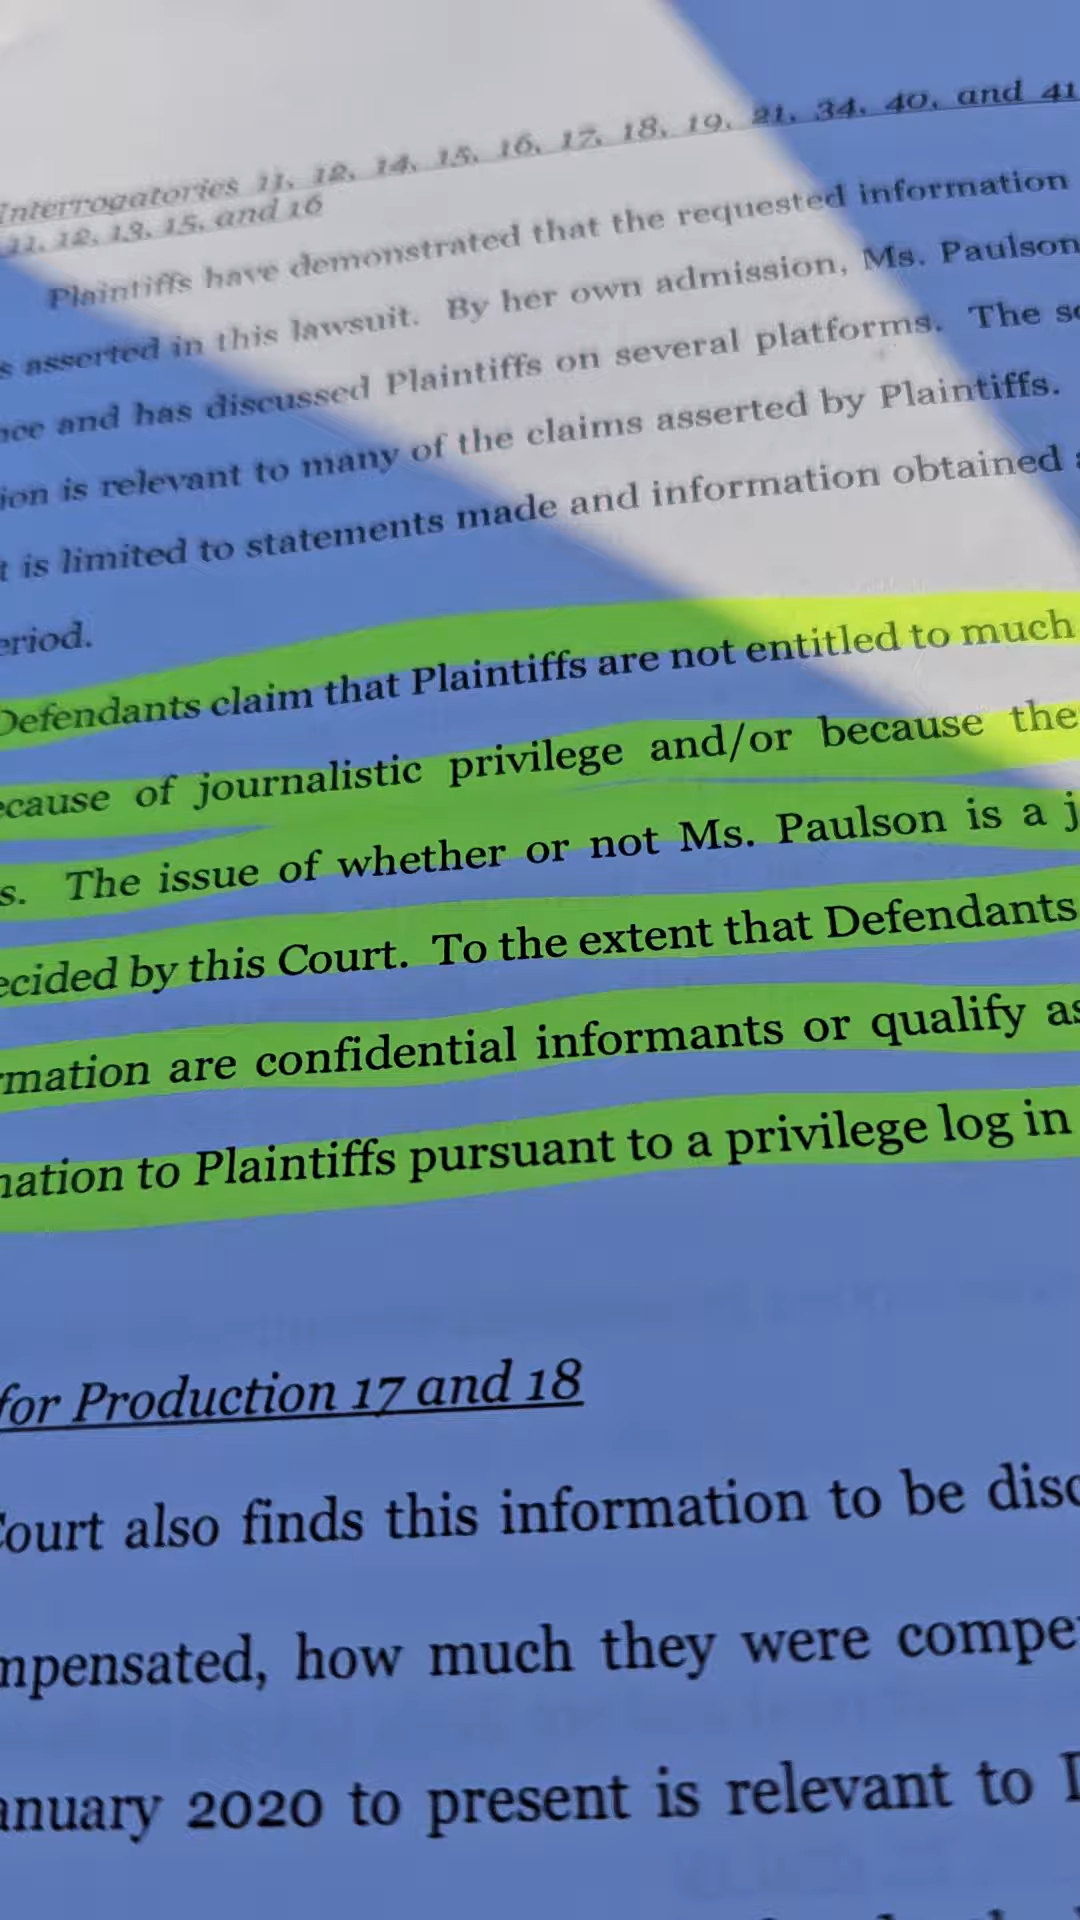 Interrogatories 11, 12, 14, 15, 16, 17, 18, 19, 21, 34, 40, and 41
11, 12, 13, 15, and 16
Plaintiffs have demonstrated that the requested information
s asserted in this lawsuit. By her own admission, Ms. Paulson
nce and has discussed Plaintiffs on several platforms. The so
ion is relevant to many of the claims asserted by Plaintiffs.
t is limited to statements made and information obtained a
eriod.
Defendants claim that Plaintiffs are not entitled to much
ecause of journalistic privilege and/or because the
s. The issue of whether or not Ms. Paulson is a j
ecided by this Court. To the extent that Defendants
rmation are confidential informants or qualify as
nation to Plaintiffs pursuant to a privilege log in
for Production 17 and 18
Court also finds this information to be disc
mpensated, how much they were compe
anuary 2020 to present is relevant to D